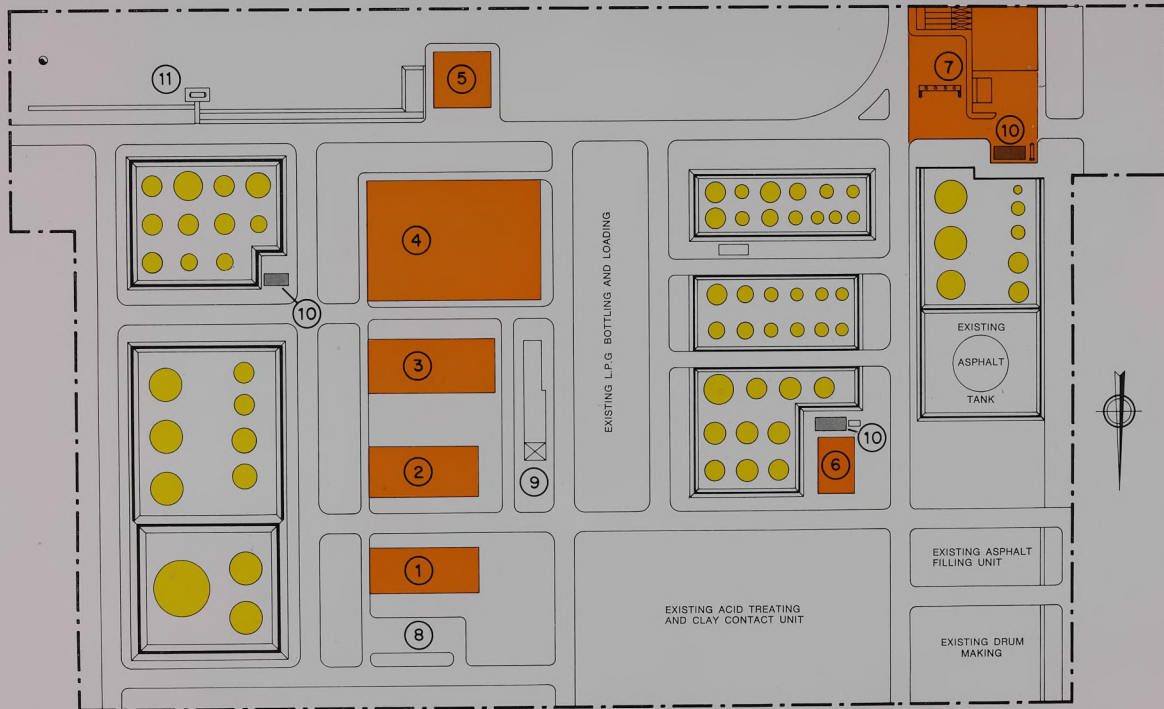 11
5
7
10
4
10
EXISTING L.P.G BOTTLING AND LOADING
3
2
9
1
8
10
6
EXISTING
ASPHALT
TANK
EXISTING ACID TREATING
AND CLAY CONTACT UNIT
EXISTING ASPHALT
FILLING UNIT
EXISTING DRUM
MAKING